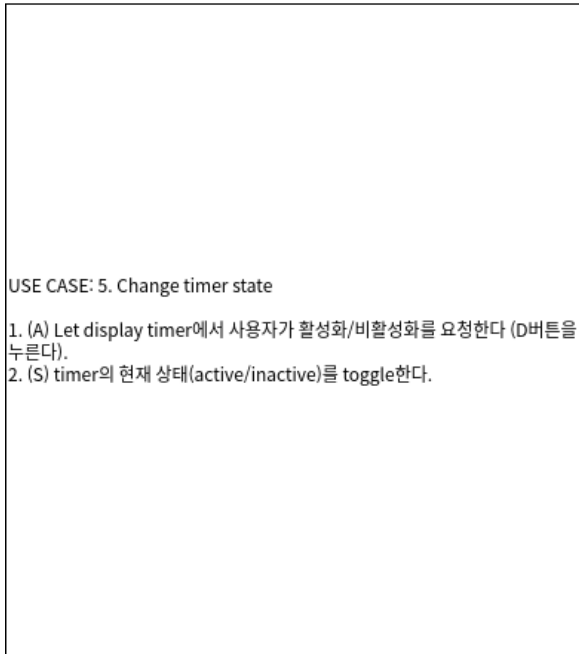 USE CASE: 5. Change timer state
1. (A) Let display timer에서 사용자가 활성화/비활성화를 요청한다 (D버튼을
누른다).
2. (S) timer의 현재 상태(active/inactive)를 toggle한다.